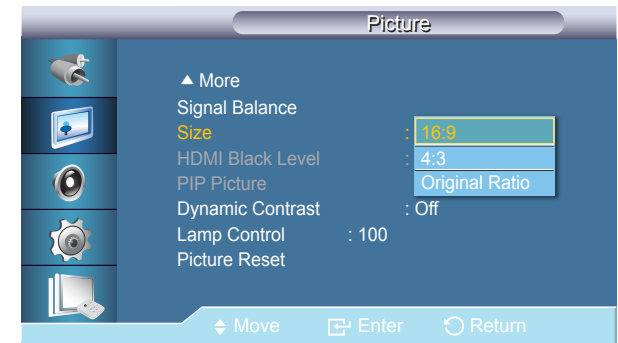 Picture
▲ More
Signal Balance
Size : 16:9
HDMI Black Level : 4:3
PIP Picture Original Ratio
Dynamic Contrast : Off
Lamp Control : 100
Picture Reset
Move Enter Return